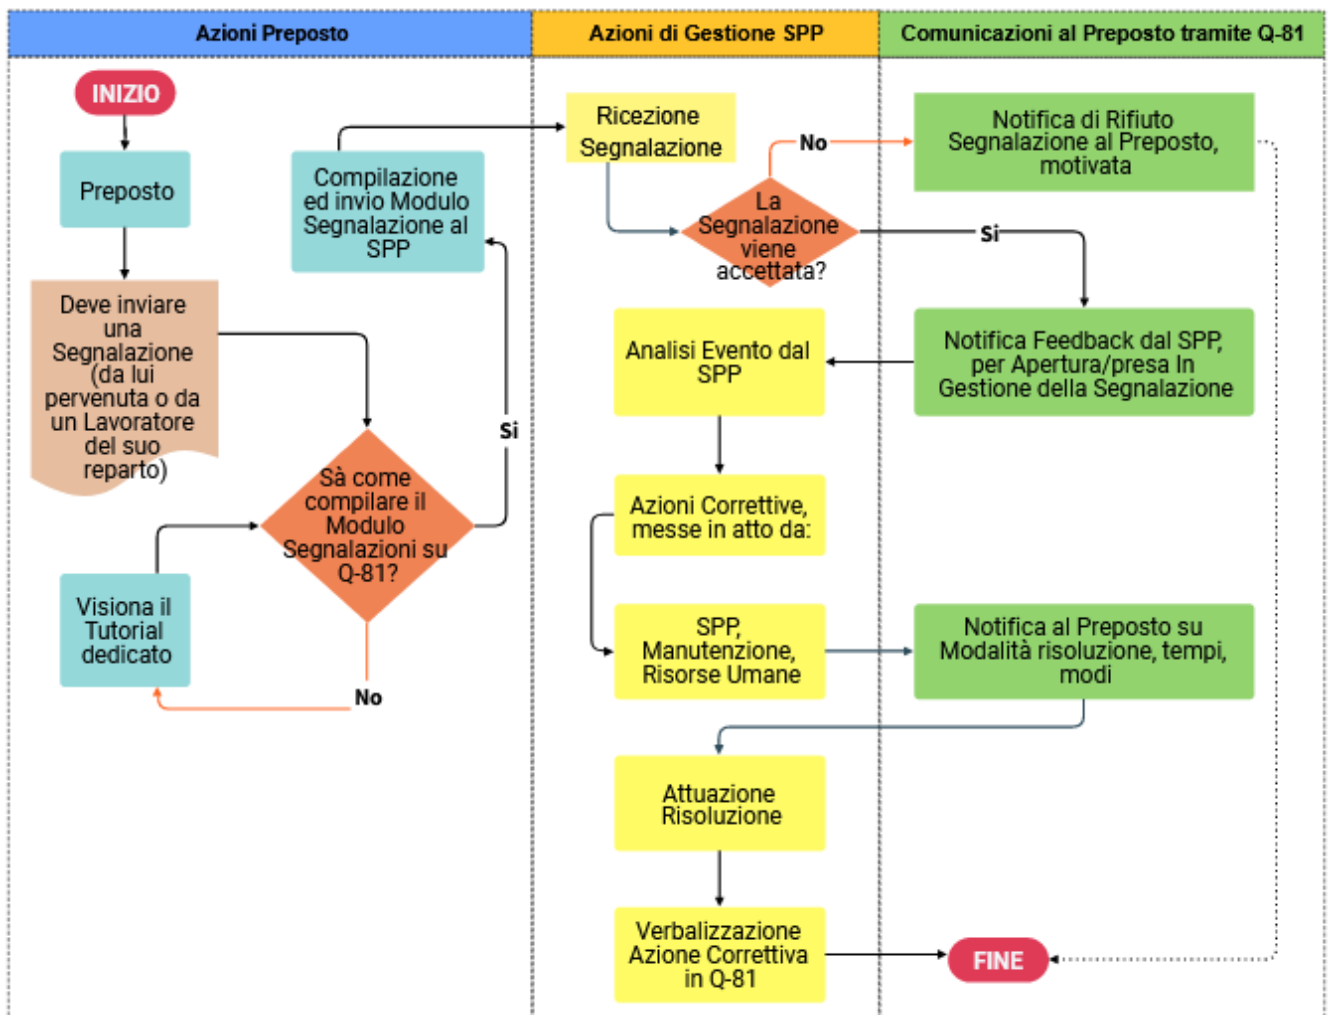 Azioni Preposto
Azioni di Gestione SPP
Comunicazioni al Preposto tramite Q-81
INIZIO
Preposto
Deve inviare
una
Segnalazione
(da lui
pervenuta o da
un Lavoratore
del suo
reparto)
Sà come
compilare il
Modulo
Segnalazioni su
Q-81?
No
Visiona il
Tutorial
dedicato
Si
Compilazione
ed invio Modulo
Segnalazione al
SPP
Ricezione
Segnalazione
La
Segnalazione
viene
accettata?
No
Notifica di Rifiuto
Segnalazione al Preposto,
motivata
Si
Notifica Feedback dal SPP,
per Apertura/presa In
Gestione della Segnalazione
Analisi Evento dal
SPP
Azioni Correttive,
messe in atto da:
SPP,
Manutenzione,
Risorse Umane
Notifica al Preposto su
Modalità risoluzione, tempi,
modi
Attuazione
Risoluzione
Verbalizzazione
Azione Correttiva
in Q-81
FINE